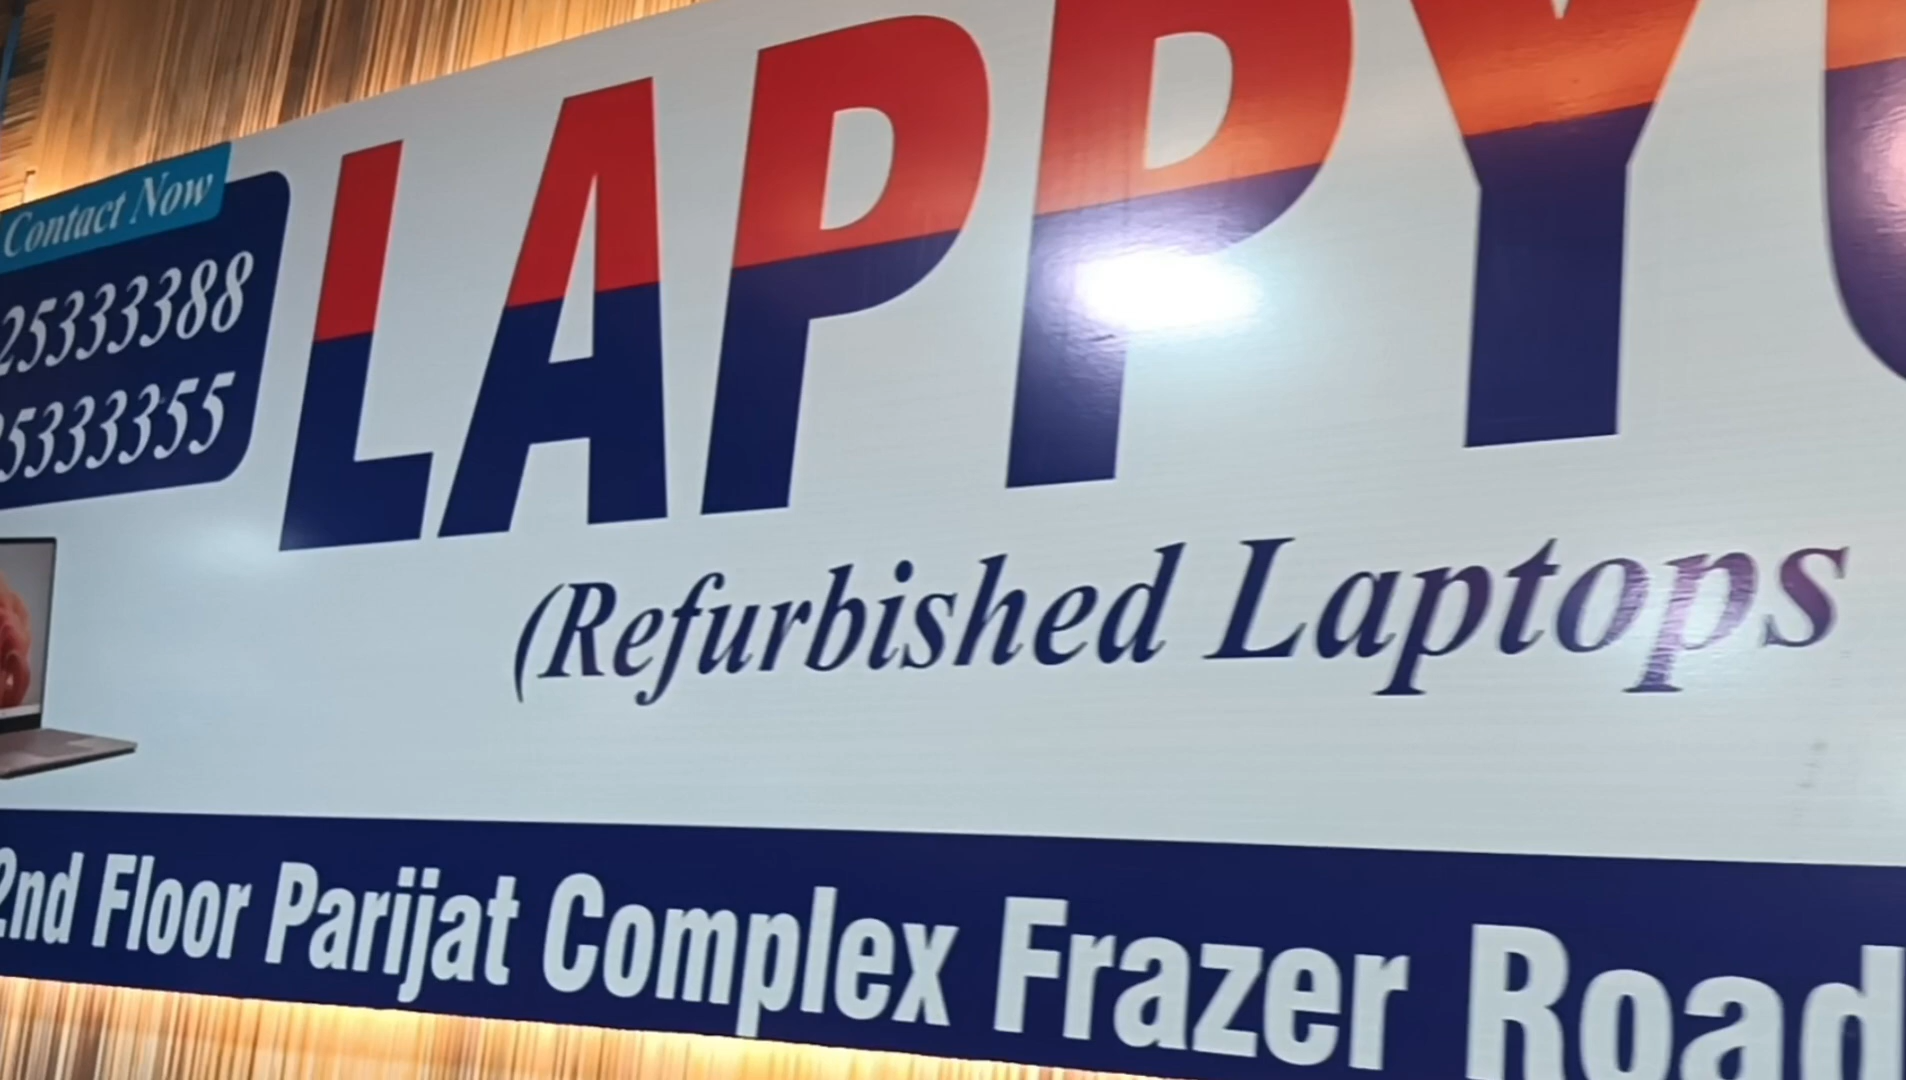 Contact Now
25333388
5333355
LAPPY
(Refurbished Laptops
2nd Floor Parijat Complex Frazer Road